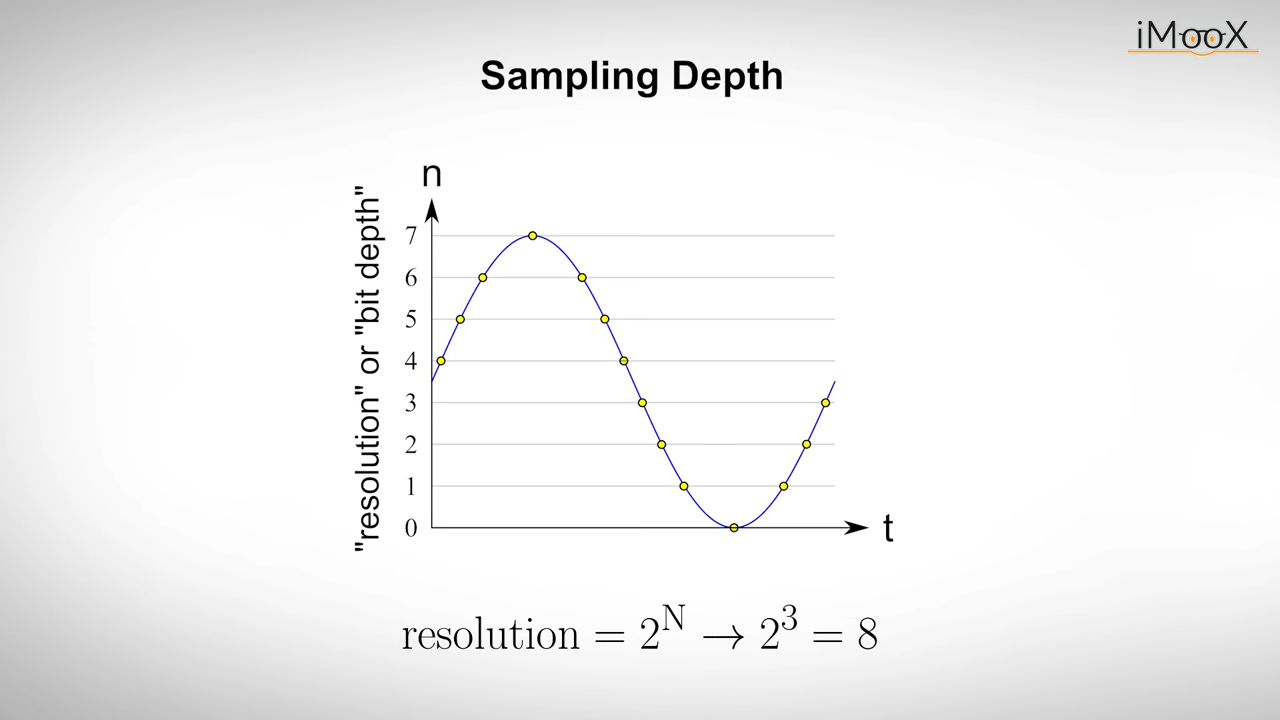 iMooX
Sampling Depth
n
"resolution" or "bit depth"
7
6
5
4
3
2
1
0
t
resolution = 2^N → 2^3 = 8